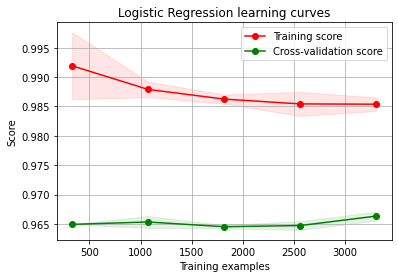 Logistic Regression learning curves
Training score
Cross-validation score
0.995
0.990
0.985
0.980
0.975
0.970
0.965
Score
500
1000
1500
2000
2500
3000
Training examples